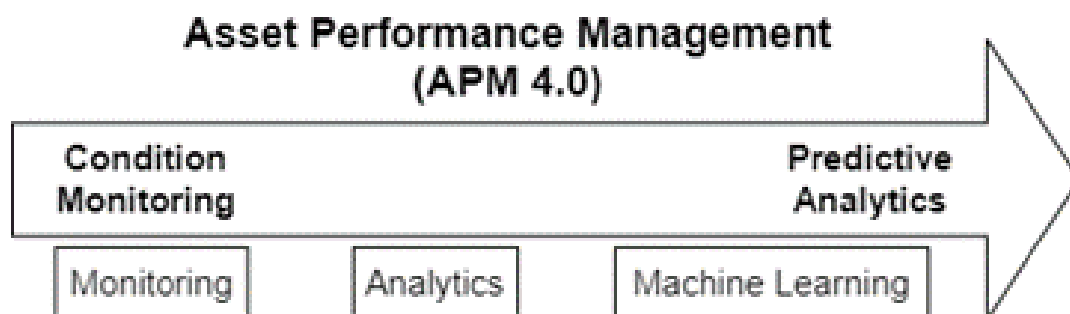 Asset Performance Management
(APM 4.0)
Condition
Monitoring
Predictive
Analytics
Monitoring
Analytics
Machine Learning